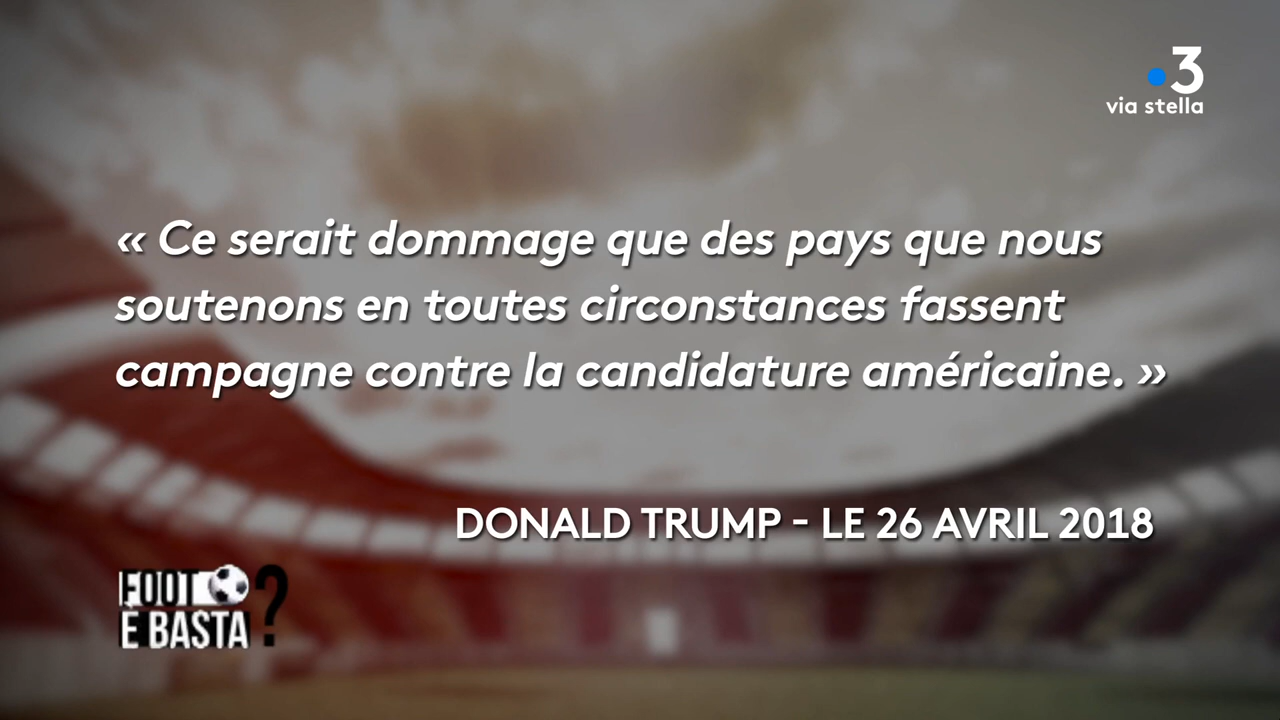 3
via stella
« Ce serait dommage que des pays que nous
soutenons en toutes circonstances fassent
campagne contre la candidature américaine. »
DONALD TRUMP - LE 26 AVRIL 2018
FOOT ?
È BASTA